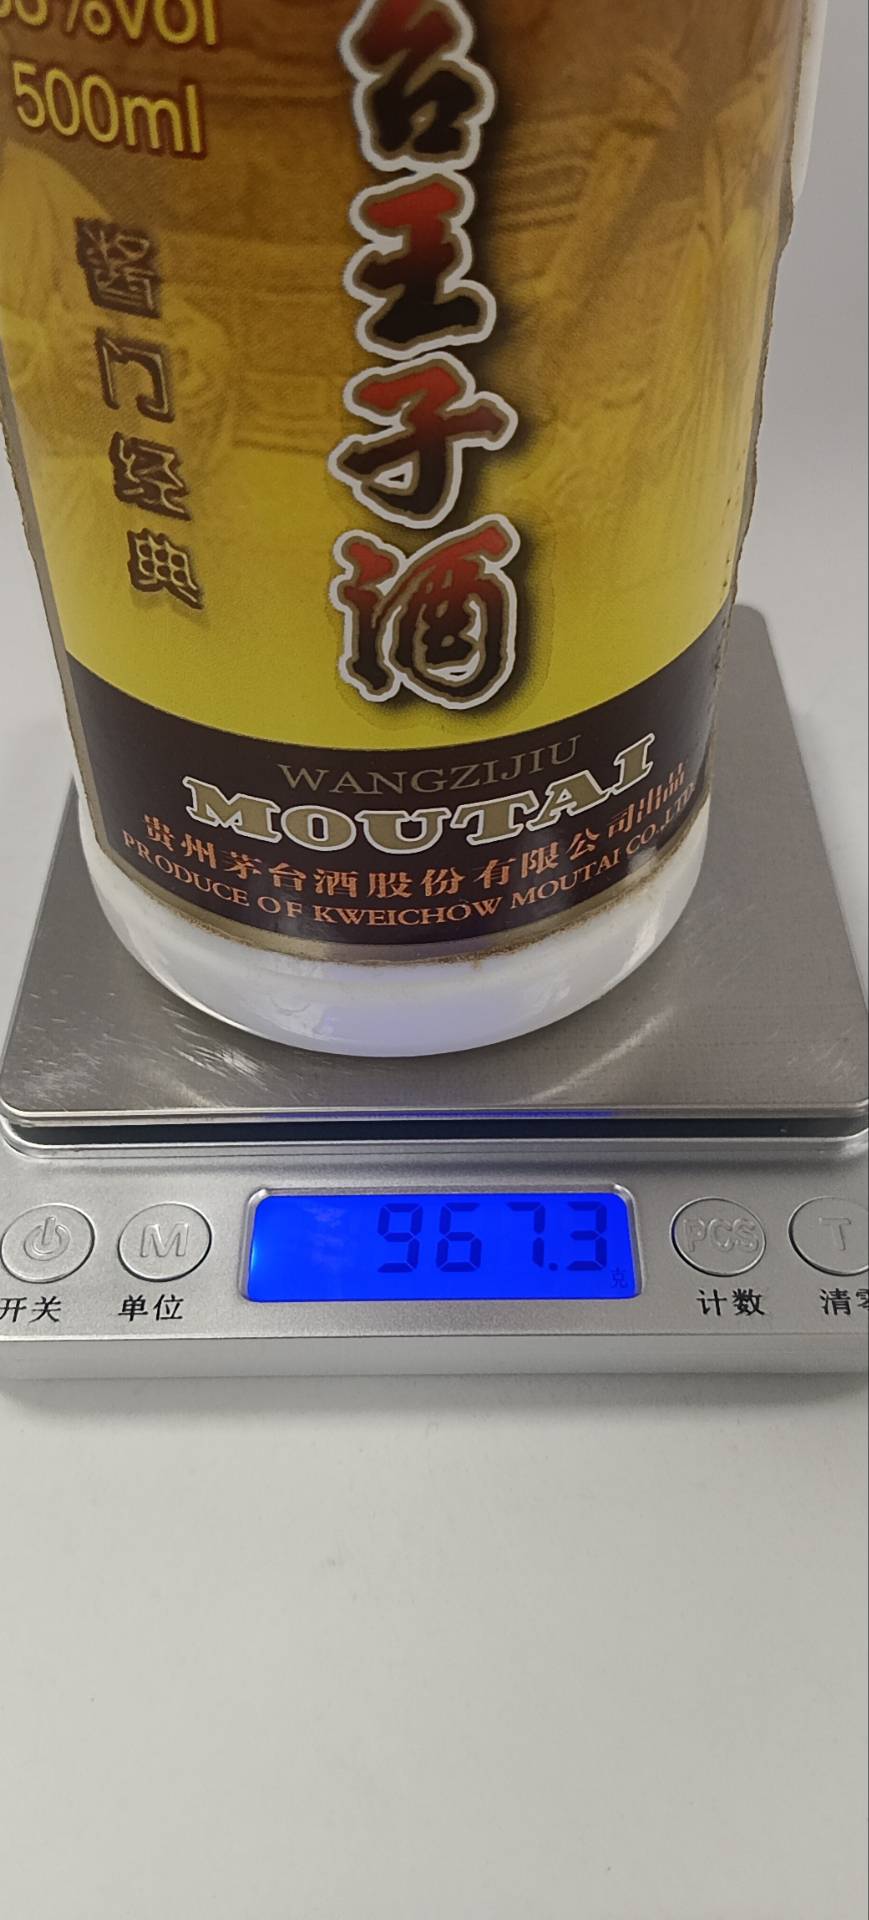 %vol
500ml
台王子酒
酱门经典
WANGZIJIU
MOUTAI
贵州茅台酒股份有限公司出品
PRODUCE OF KWEICHOW MOUTAI CO.,LTD.
967.3
克
M
PCS
T
开关
单位
计数
清零